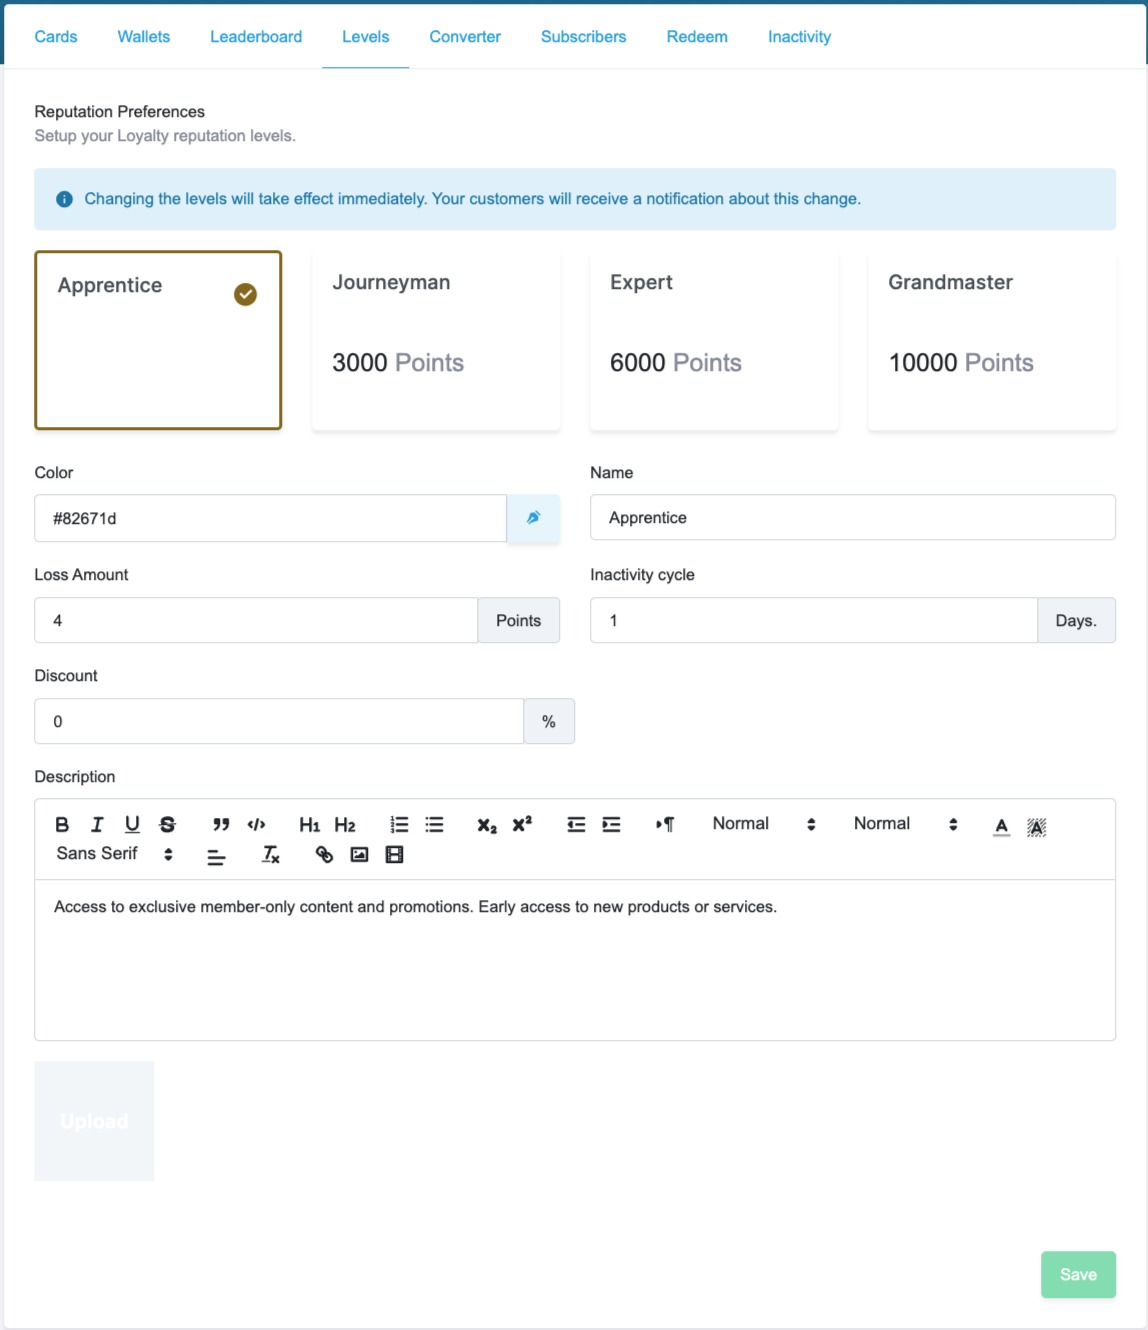 Cards Wallets Leaderboard Levels Converter Subscribers Redeem Inactivity
Reputation Preferences
Setup your Loyalty reputation levels.
Changing the levels will take effect immediately. Your customers will receive a notification about this change.
Apprentice Journeyman Expert Grandmaster
3000 Points 6000 Points 10000 Points
Color Name
#82671d Apprentice
Loss Amount Inactivity cycle
4 Points 1 Days.
Discount
0 %
Description
B I U S H1 H2 X2 X2 Normal Normal A A
Sans Serif Tx
Access to exclusive member-only content and promotions. Early access to new products or services.
Upload
Save